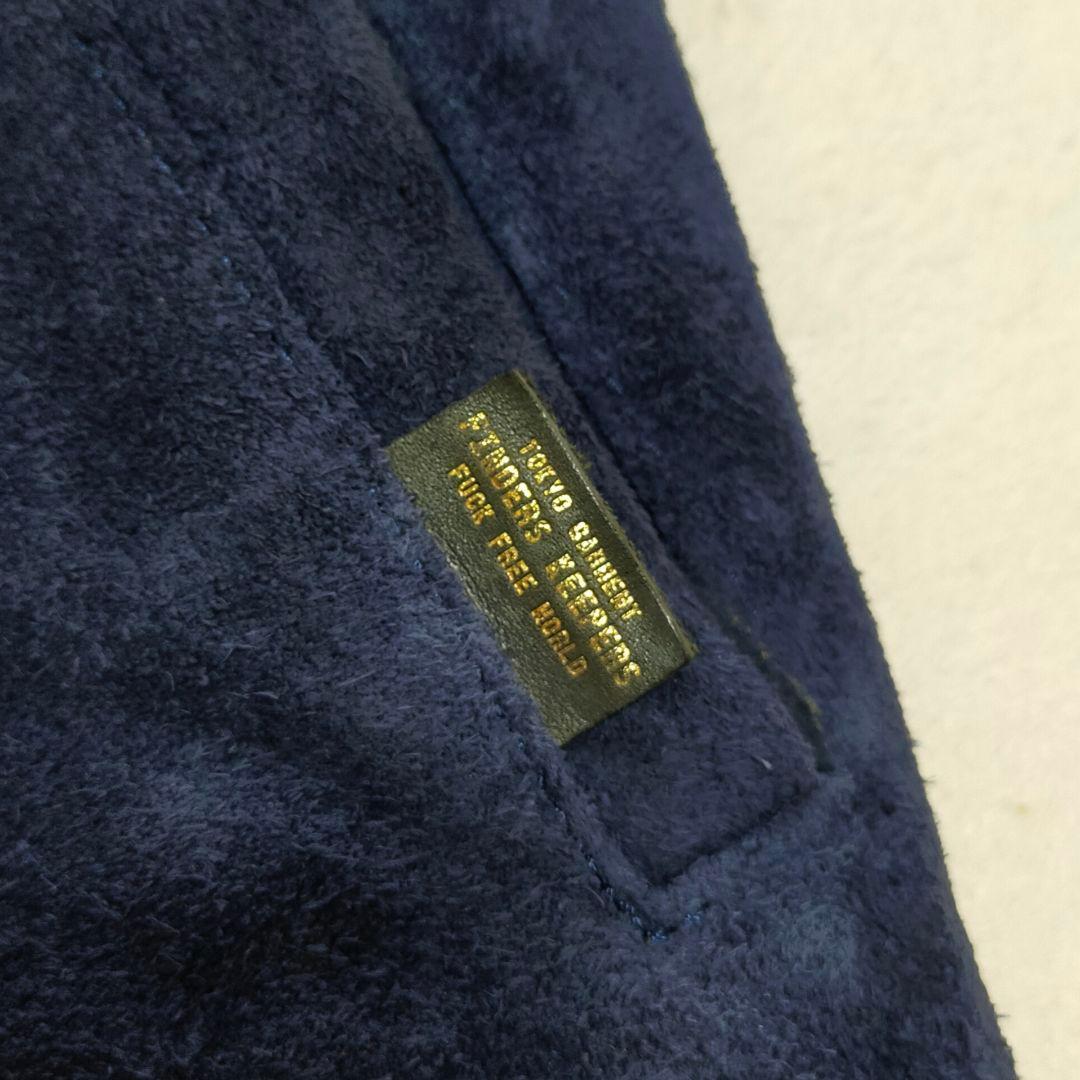 TOKYO GARMENT
FINDERS KEEPERS
FUCK FREE WORLD